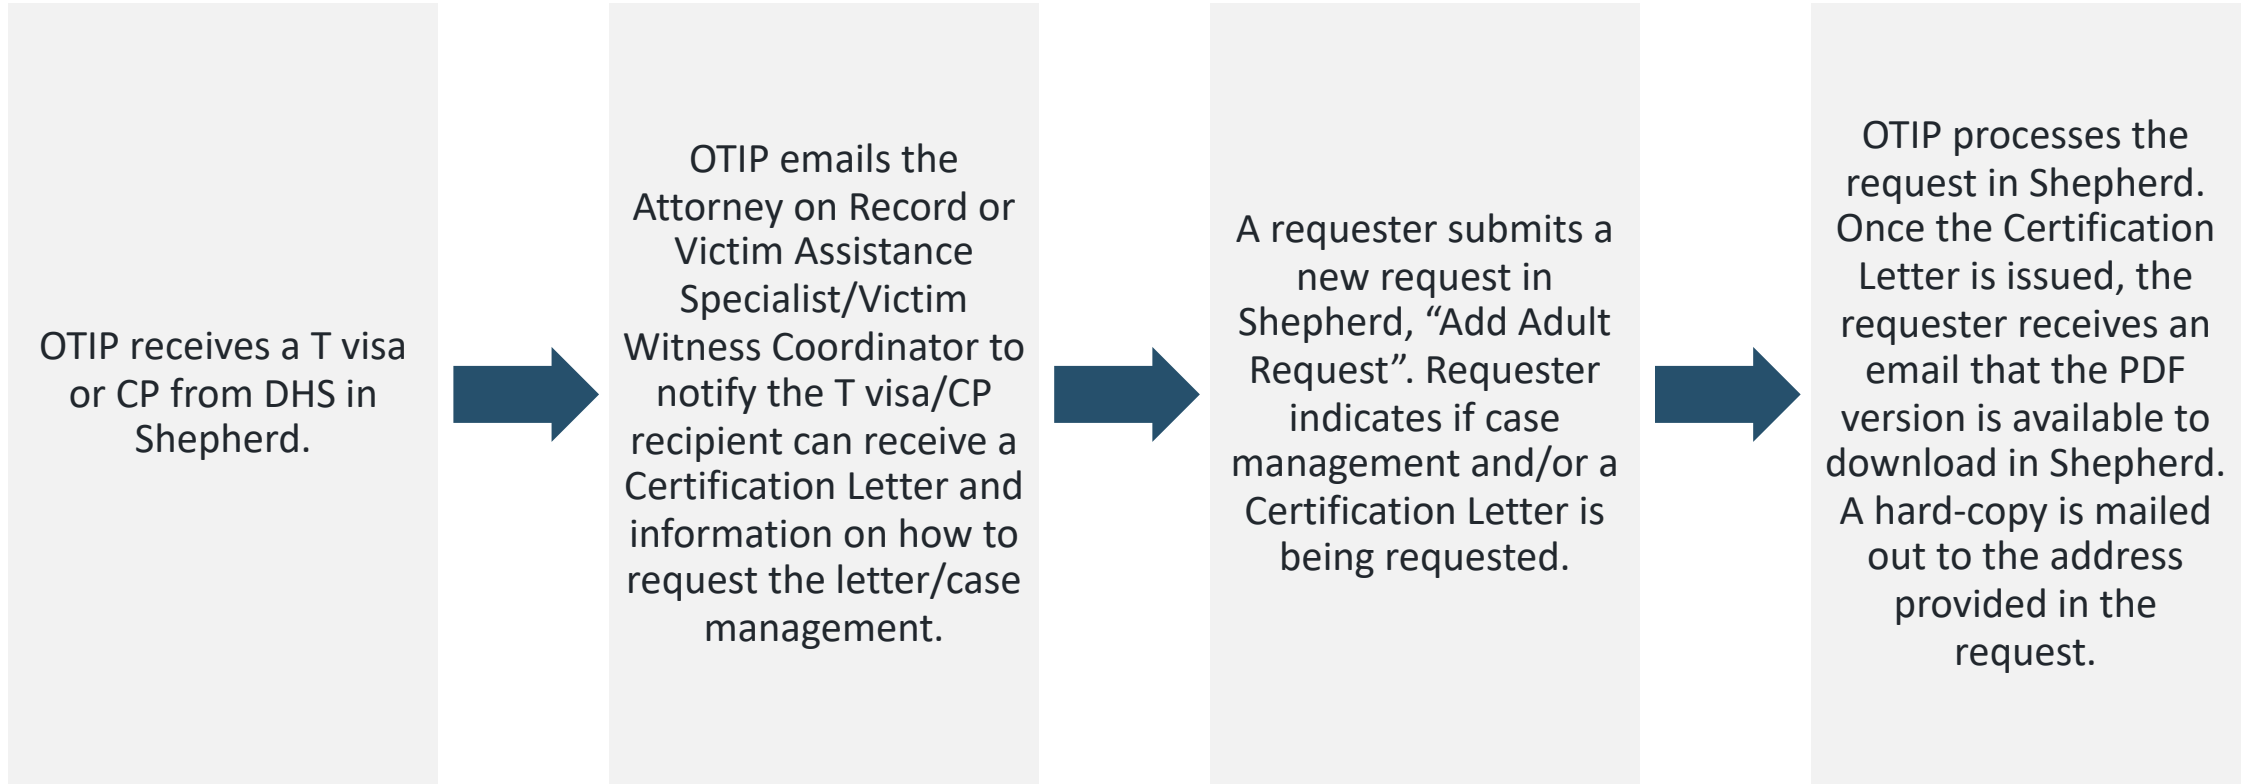 OTIP receives a T visa
or CP from DHS in
Shepherd.
OTIP emails the
Attorney on Record or
Victim Assistance
Specialist/Victim
Witness Coordinator to
notify the T visa/CP
recipient can receive a
Certification Letter and
information on how to
request the letter/case
management.
A requester submits a
new request in
Shepherd, “Add Adult
Request”. Requester
indicates if case
management and/or a
Certification Letter is
being requested.
OTIP processes the
request in Shepherd.
Once the Certification
Letter is issued, the
requester receives an
email that the PDF
version is available to
download in Shepherd.
A hard-copy is mailed
out to the address
provided in the
request.